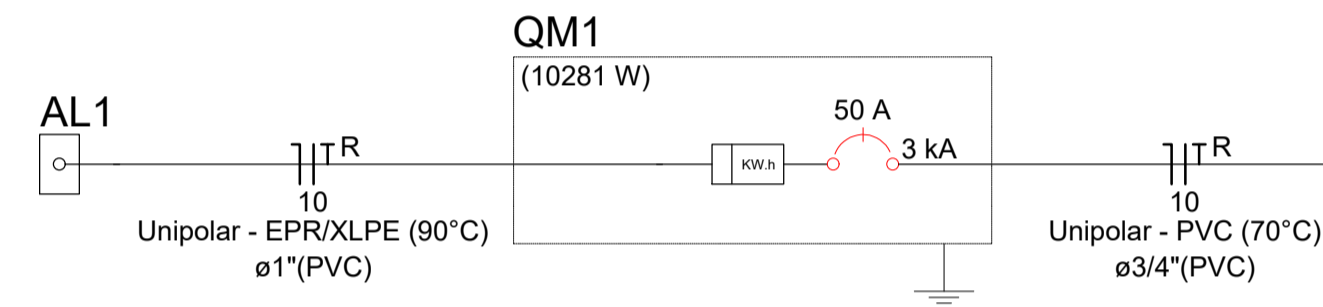 QM1
(10281 W)
AL1
50 A
R
KW.h
3 kA
R
10
Unipolar - EPR/XLPE (90°C)
ø1"(PVC)
10
Unipolar - PVC (70°C)
ø3/4"(PVC)